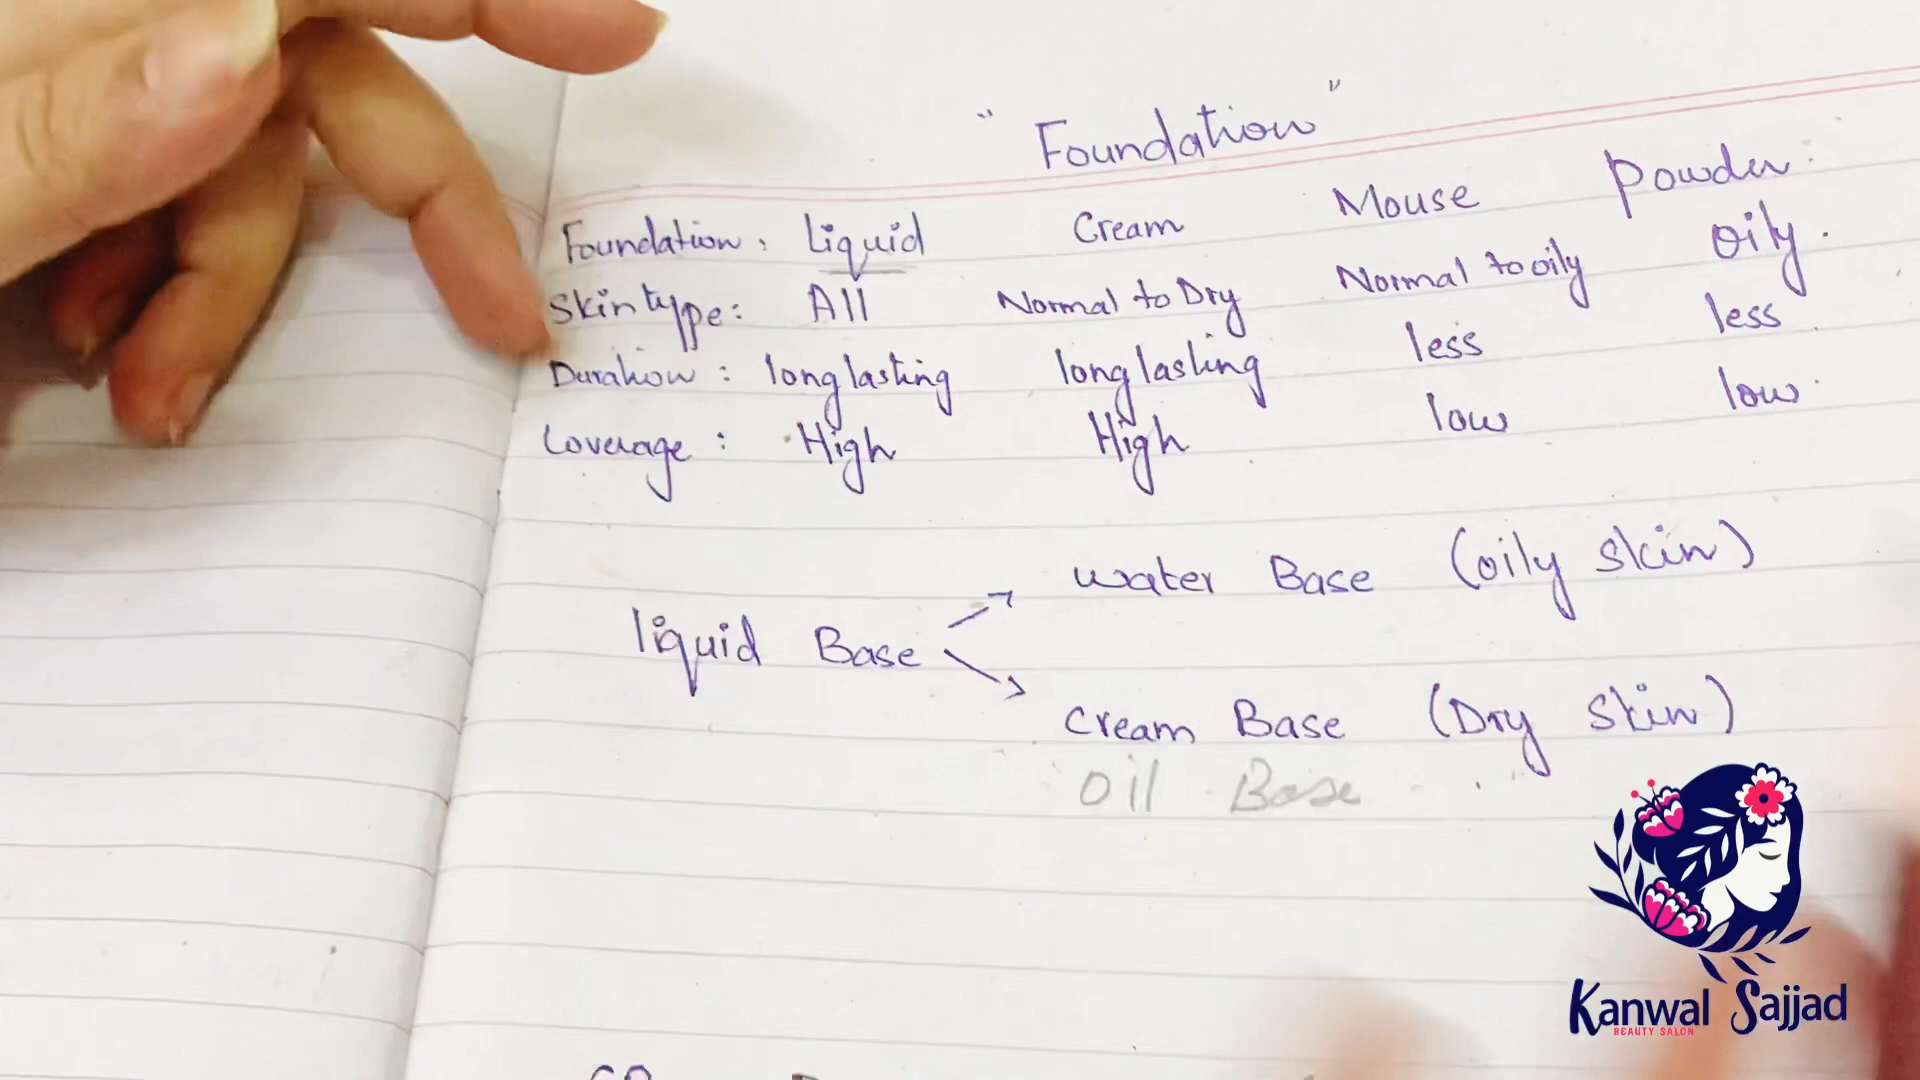 " Foundation "
Foundation: Liquid Cream Mouse Powder
Skin type: All Normal to Dry Normal to oily oily.
Duration: long lasting long lasting less less
Coverage: High High low low
liquid Base
water Base (oily skin)
Cream Base (Dry skin)
oil Base
Kanwal Sajjad
BEAUTY SALON